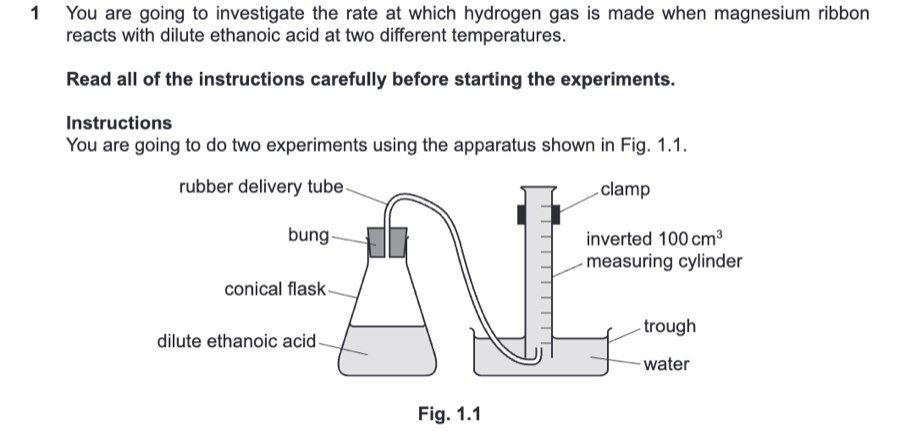 1 You are going to investigate the rate at which hydrogen gas is made when magnesium ribbon
reacts with dilute ethanoic acid at two different temperatures.
Read all of the instructions carefully before starting the experiments.
Instructions
You are going to do two experiments using the apparatus shown in Fig. 1.1.
rubber delivery tube
clamp
bung
inverted 100 cm³
measuring cylinder
conical flask
trough
dilute ethanoic acid
water
Fig. 1.1